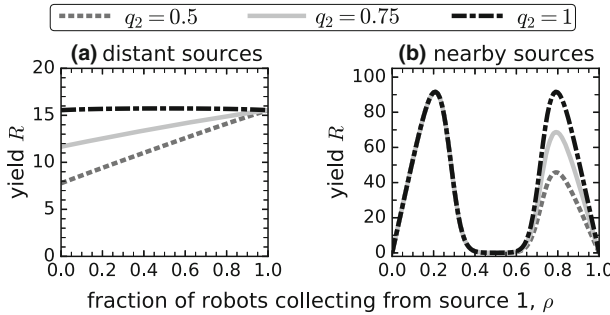 q₂ = 0.5 q₂ = 0.75 q₂ = 1
(a) distant sources (b) nearby sources
yield R
20
15
10
5
0
0.0 0.2 0.4 0.6 0.8 1.0
yield R
100
80
60
40
20
0
0.0 0.2 0.4 0.6 0.8 1.0
fraction of robots collecting from source 1, ρ